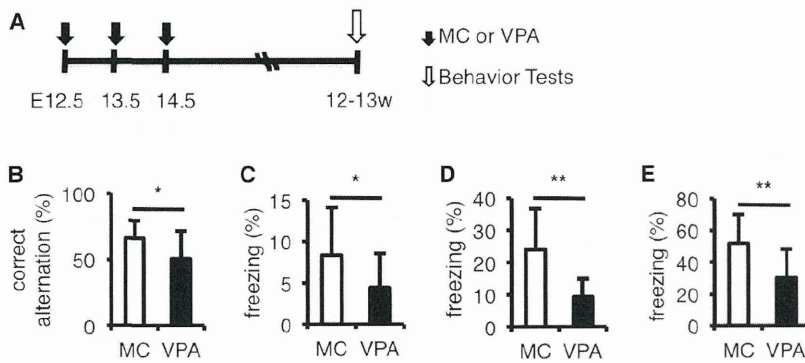 A
MC or VPA
Behavior Tests
E12.5 13.5 14.5 12-13w
B
correct alternation (%)
100
50
0
*
MC VPA
C
freezing (%)
15
10
5
0
*
MC VPA
D
freezing (%)
40
30
20
10
0
**
MC VPA
E
freezing (%)
80
60
40
20
0
**
MC VPA